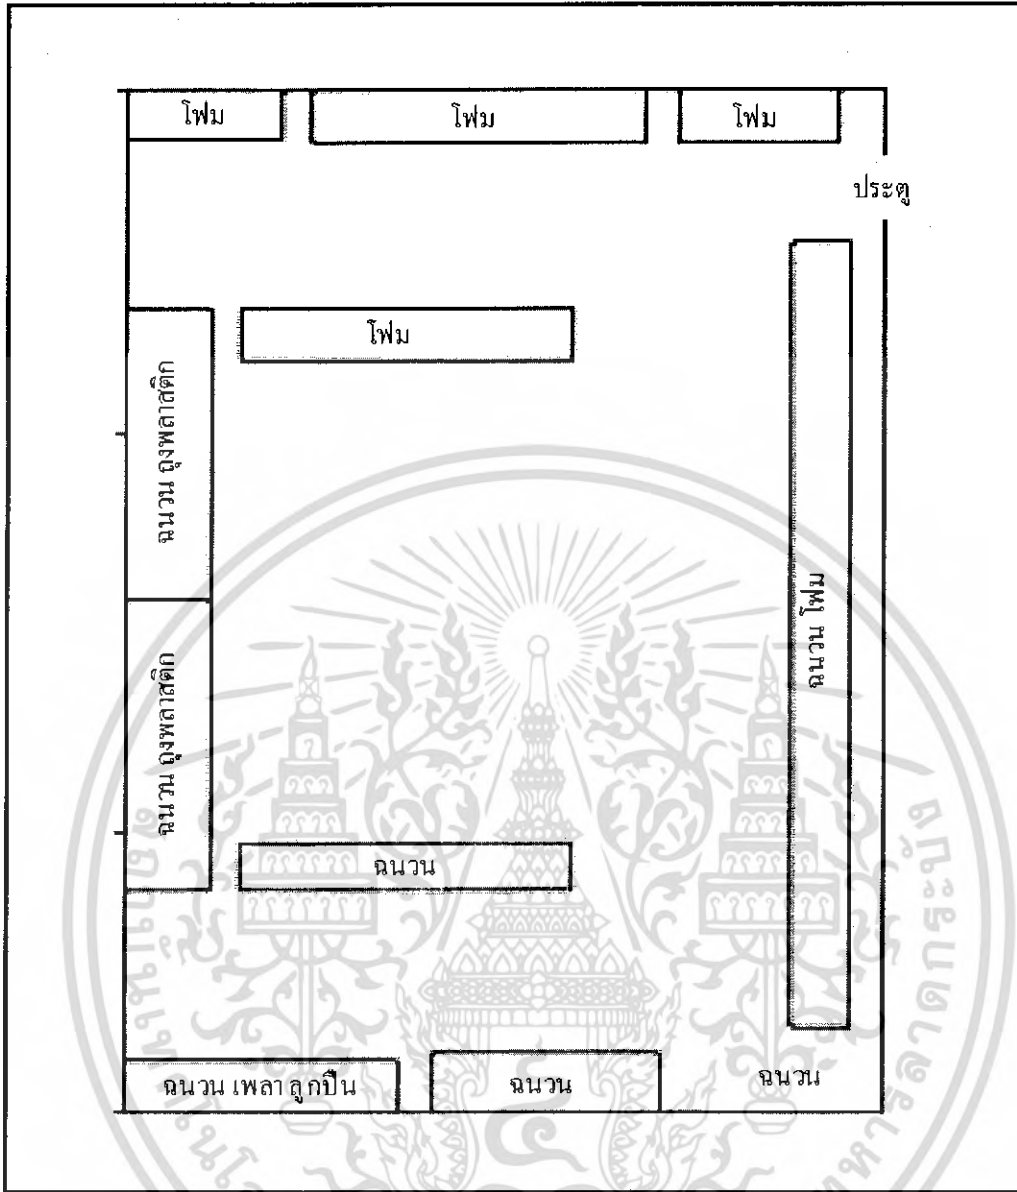 โฟม
โฟม
โฟม
ประตู
โฟม
ฉนวน ถุงพลาสติก
ฉนวน โฟม
ฉนวน ถุงพลาสติก
ฉนวน
ฉนวน เพลา ลูกปืน
ฉนวน
ฉนวน